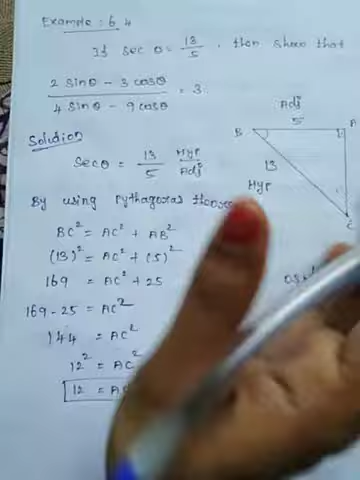 Example: 6.4
If sec θ = 13/5, then show that
2 sinθ - 3 cosθ / 4 sinθ - 9 cosθ = 3.
Solution
Sec θ = 13/5 Hyp/Adj
By using Pythagoras
BC² = AC² + AB²
(13)² = AC² + (5)²
169 = AC² + 25
169 - 25 = AC²
144 = AC²
12² = AC²
12 =
Adj
5
B
A
13
Hyp
C